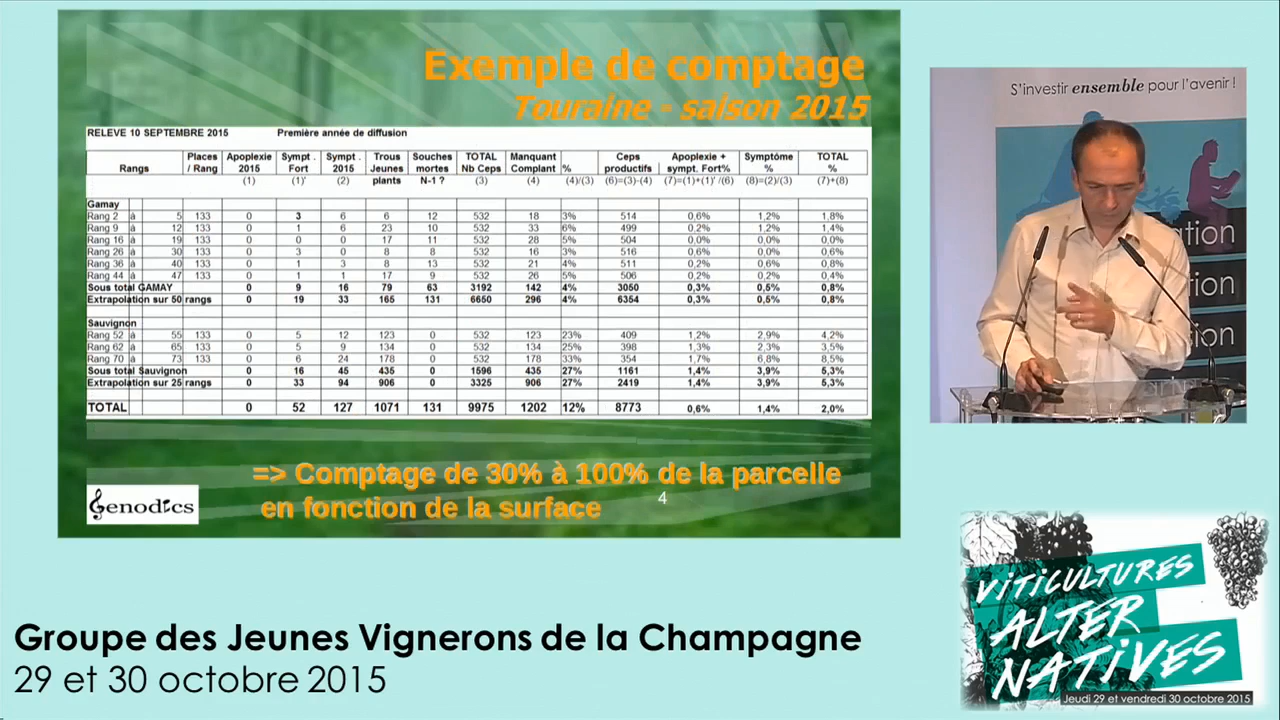 Exemple de comptage
Touraine - saison 2015
RELEVE 10 SEPTEMBRE 2015 Première année de diffusion
Rangs Places / Rang Apoplexie 2015 Sympt . Fort Sympt . 2015 Trous Jeunes plants Souches mortes N-1 ? TOTAL Nb Ceps Manquant Complant % Ceps productifs Apoplexie + sympt. Fort% Symptôme % TOTAL %
(1) (1)' (2) (3) (4) (4)/(3) (6)=(3)-(4) (7)=(1)+(1)'/(6) (8)=(2)/(3) (7)+(8)
Gamay
Rang 2 à 5 133 0 3 6 6 12 532 18 3% 514 0,6% 1,2% 1,8%
Rang 9 à 12 133 0 1 6 23 10 532 33 6% 499 0,2% 1,2% 1,4%
Rang 16 à 19 133 0 0 0 17 11 532 28 5% 504 0,0% 0,0% 0,0%
Rang 26 à 30 133 0 3 0 8 8 532 16 3% 516 0,6% 0,0% 0,6%
Rang 36 à 40 133 0 1 3 8 13 532 21 4% 511 0,2% 0,6% 0,8%
Rang 44 à 47 133 0 1 1 17 9 532 26 5% 506 0,2% 0,2% 0,4%
Sous total GAMAY 0 9 16 79 63 3192 142 4% 3050 0,3% 0,5% 0,8%
Extrapolation sur 50 rangs 0 19 33 165 131 6650 296 4% 6354 0,3% 0,5% 0,8%
Sauvignon
Rang 52 à 55 133 0 5 12 123 0 532 123 23% 409 1,2% 2,9% 4,2%
Rang 62 à 65 133 0 5 9 134 0 532 134 25% 398 1,3% 2,3% 3,5%
Rang 70 à 73 133 0 6 24 178 0 532 178 33% 354 1,7% 6,8% 8,5%
Sous total Sauvignon 0 16 45 435 0 1596 435 27% 1161 1,4% 3,9% 5,3%
Extrapolation sur 25 rangs 0 33 94 906 0 3325 906 27% 2419 1,4% 3,9% 5,3%
TOTAL 0 52 127 1071 131 9975 1202 12% 8773 0,6% 1,4% 2,0%
=> Comptage de 30% à 100% de la parcelle
en fonction de la surface
4
Genodics
S'investir ensemble pour l'avenir !
ation
ion
sion
Groupe des Jeunes Vignerons de la Champagne
29 et 30 octobre 2015
VITICULTURES
ALTER
NATIVES
Jeudi 29 et vendredi 30 octobre 2015